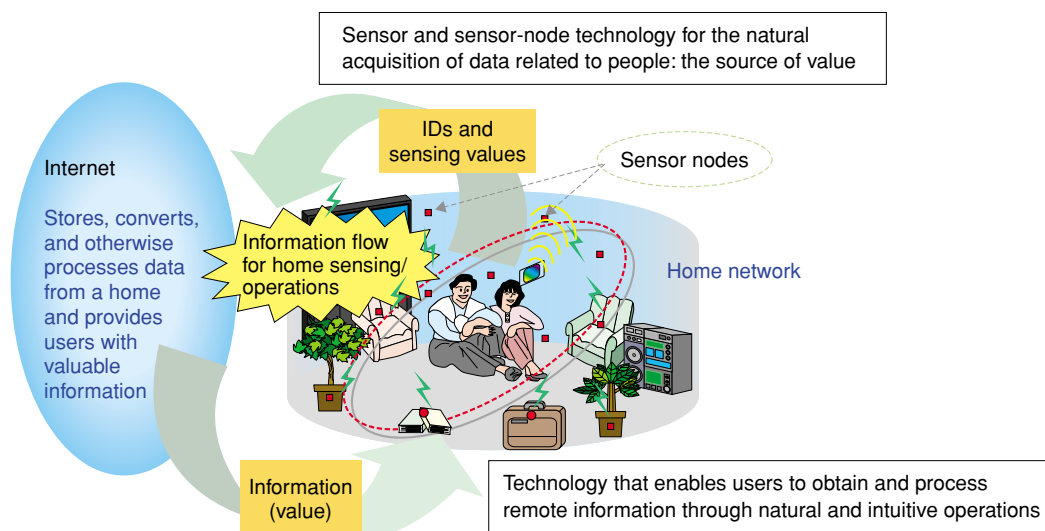 Sensor and sensor-node technology for the natural
acquisition of data related to people: the source of value
IDs and
sensing values
Sensor nodes
Internet
Stores, converts,
and otherwise
processes data
from a home
and provides
users with
valuable
information
Information flow
for home sensing/
operations
Home network
Information
(value)
Technology that enables users to obtain and process
remote information through natural and intuitive operations